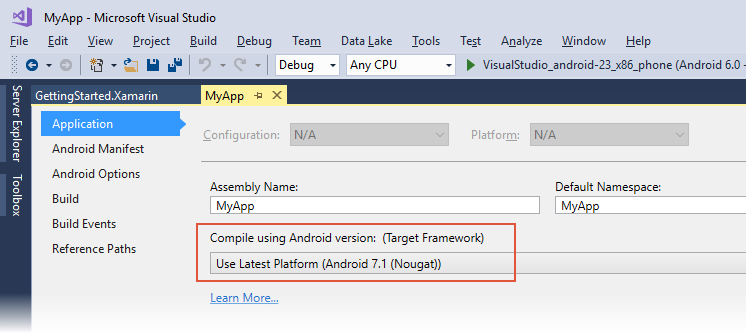 MyApp - Microsoft Visual Studio
File Edit View Project Build Debug Team Data Lake Tools Test Analyze Window Help
Debug Any CPU VisualStudio_android-23_x86_phone (Android 6.0 -
Server Explorer
Toolbox
GettingStarted.Xamarin MyApp
Application
Android Manifest
Android Options
Build
Build Events
Reference Paths
Configuration: N/A Platform: N/A
Assembly Name: Default Namespace:
MyApp MyApp
Compile using Android version: (Target Framework)
Use Latest Platform (Android 7.1 (Nougat))
Learn More...